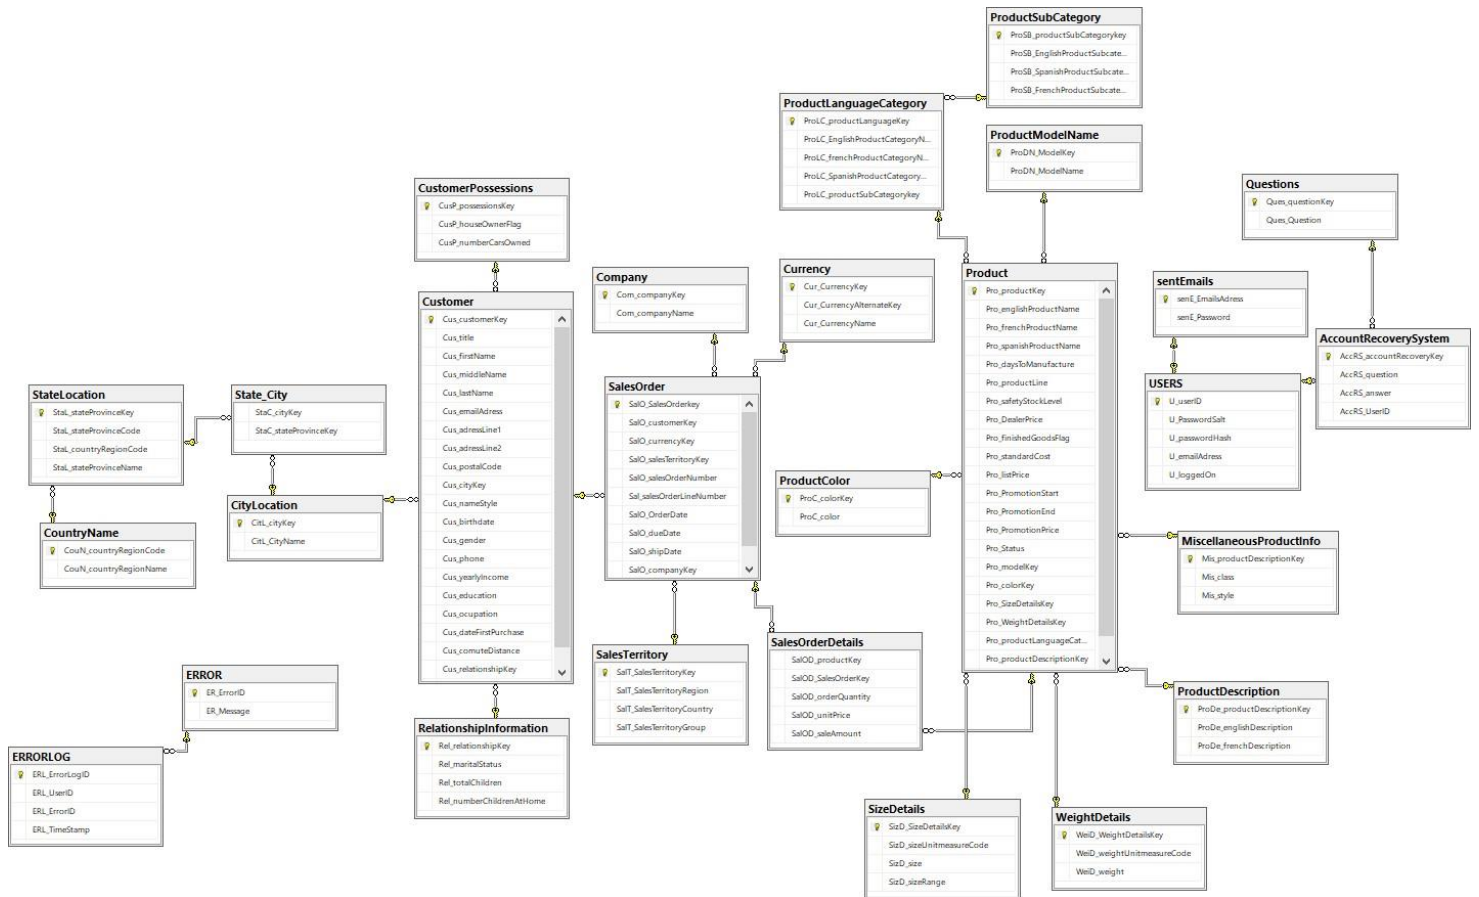 ProductSubCategory
ProSB_productSubCategorykey
ProSB_EnglishProductSubcate...
ProSB_SpanishProductSubcate...
ProSB_FrenchProductSubcate...
ProductLanguageCategory
ProLC_productLanguageKey
ProLC_EnglishProductCategoryN...
ProLC_frenchProductCategoryN...
ProLC_SpanishProductCategory...
ProLC_productSubCategorykey
ProductModelName
ProDN_ModelKey
ProDN_ModelName
Questions
Ques_questionKey
Ques_Question
CustomerPossessions
CusP_possessionsKey
CusP_houseOwnerFlag
CusP_numberCarsOwned
Company
Com_companyKey
Com_companyName
Currency
Cur_CurrencyKey
Cur_CurrencyAlternateKey
Cur_CurrencyName
Product
Pro_productKey
Pro_englishProductName
Pro_frenchProductName
Pro_spanishProductName
Pro_daysToManufacture
Pro_productLine
Pro_safetyStockLevel
Pro_DealerPrice
Pro_finishedGoodsFlag
Pro_standardCost
Pro_listPrice
Pro_PromotionStart
Pro_PromotionEnd
Pro_PromotionPrice
Pro_Status
Pro_modelKey
Pro_colorKey
Pro_SizeDetailsKey
Pro_WeightDetailsKey
Pro_productLanguageCat...
Pro_productDescriptionKey
sentEmails
senE_EmailsAdress
senE_Password
AccountRecoverySystem
AccRS_accountRecoveryKey
AccRS_question
AccRS_answer
AccRS_UserID
USERS
U_userID
U_PasswordSalt
U_passwordHash
U_emailAdress
U_loggedOn
Customer
Cus_customerKey
Cus_title
Cus_firstName
Cus_middleName
Cus_lastName
Cus_emailAdress
Cus_adressLine1
Cus_adressLine2
Cus_postalCode
Cus_cityKey
Cus_nameStyle
Cus_birthdate
Cus_gender
Cus_phone
Cus_yearlyIncome
Cus_education
Cus_ocupation
Cus_dateFirstPurchase
Cus_comuteDistance
Cus_relationshipKey
SalesOrder
SalO_SalesOrderkey
SalO_customerKey
SalO_currencyKey
SalO_salesTerritoryKey
SalO_salesOrderNumber
Sal_salesOrderLineNumber
SalO_OrderDate
SalO_dueDate
SalO_shipDate
SalO_companyKey
StateLocation
StaL_stateProvinceKey
StaL_stateProvinceCode
StaL_countryRegionCode
StaL_stateProvinceName
State_City
StaC_cityKey
StaC_stateProvinceKey
CityLocation
CitL_cityKey
CitL_CityName
CountryName
CouN_countryRegionCode
CouN_countryRegionName
ProductColor
ProC_colorKey
ProC_color
MiscellaneousProductInfo
Mis_productDescriptionKey
Mis_class
Mis_style
SalesTerritory
SalT_SalesTerritoryKey
SalT_SalesTerritoryRegion
SalT_SalesTerritoryCountry
SalT_SalesTerritoryGroup
SalesOrderDetails
SalOD_productKey
SalOD_SalesOrderKey
SalOD_orderQuantity
SalOD_unitPrice
SalOD_saleAmount
ProductDescription
ProDe_productDescriptionKey
ProDe_englishDescription
ProDe_frenchDescription
ERROR
ER_ErrorID
ER_Message
ERRORLOG
ERL_ErrorLogID
ERL_UserID
ERL_ErrorID
ERL_TimeStamp
RelationshipInformation
Rel_relationshipKey
Rel_maritalStatus
Rel_totalChildren
Rel_numberChildrenAtHome
SizeDetails
SizD_SizeDetailsKey
SizD_sizeUnitmeasureCode
SizD_size
SizD_sizeRange
WeightDetails
WeiD_WeightDetailsKey
WeiD_weightUnitmeasureCode
WeiD_weight